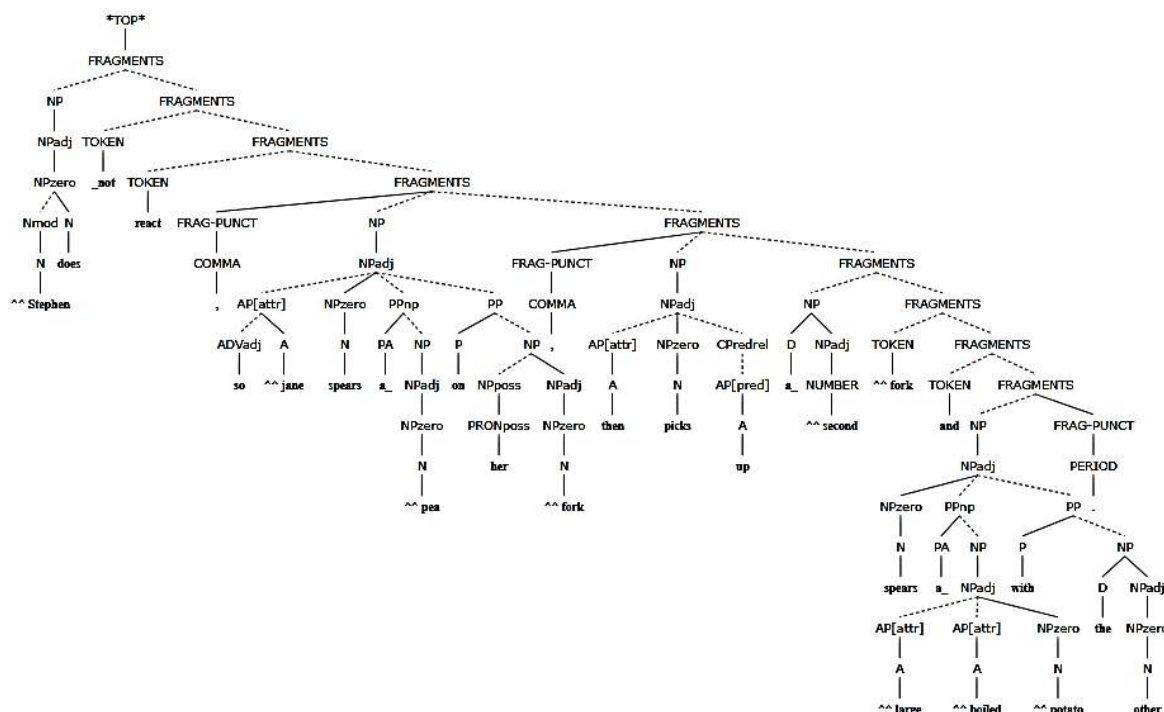 *TOP*
FRAGMENTS
NP FRAGMENTS
NPadj TOKEN FRAGMENTS
NPzero _not TOKEN FRAGMENTS
Nmod N react FRAG-PUNCT NP FRAGMENTS
N does COMMA NPadj FRAG-PUNCT NP FRAGMENTS
^^ Stephen , AP[attr] NPzero PPnp PP COMMA NPadj NP FRAGMENTS
ADVadj A N PA NP P NP , AP[attr] NPzero CPredrel D NPadj TOKEN FRAGMENTS
so ^^ jane spears a_ NPadj on NPposs NPadj A N AP[pred] a_ NUMBER ^^ fork TOKEN FRAGMENTS
NPzero PRONposs NPzero then picks A ^^ second and NP FRAG-PUNCT
N her N up NPadj PERIOD
^^ pea ^^ fork NPzero PPnp PP .
N PA NP P NP
spears a_ NPadj with D NPadj
AP[attr] AP[attr] NPzero the NPzero
A A N N
^^ large ^^ boiled ^^ potato other